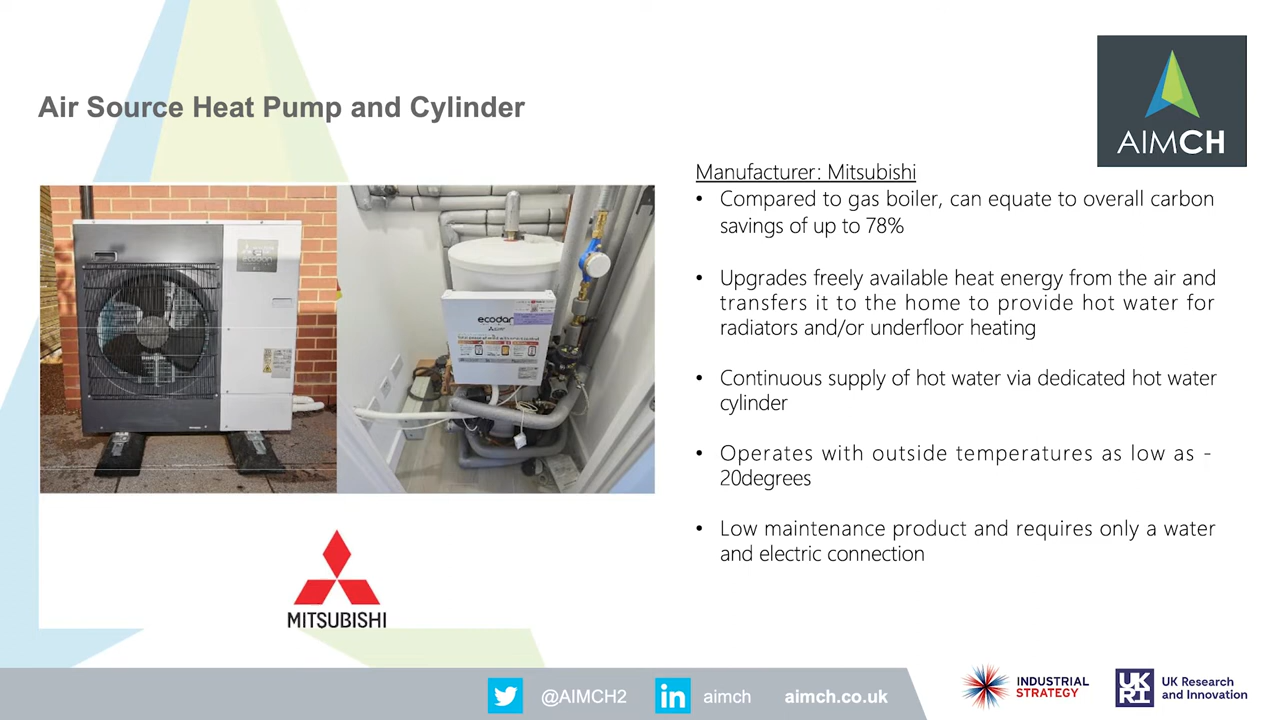 AIMCH
Air Source Heat Pump and Cylinder
Manufacturer: Mitsubishi
• Compared to gas boiler, can equate to overall carbon
savings of up to 78%
• Upgrades freely available heat energy from the air and
transfers it to the home to provide hot water for
radiators and/or underfloor heating
• Continuous supply of hot water via dedicated hot water
cylinder
• Operates with outside temperatures as low as -
20degrees
• Low maintenance product and requires only a water
and electric connection
ecodan
ecodan
MITSUBISHI
@AIMCH2
aimch
aimch.co.uk
INDUSTRIAL
STRATEGY
UK
RI
UK Research
and Innovation